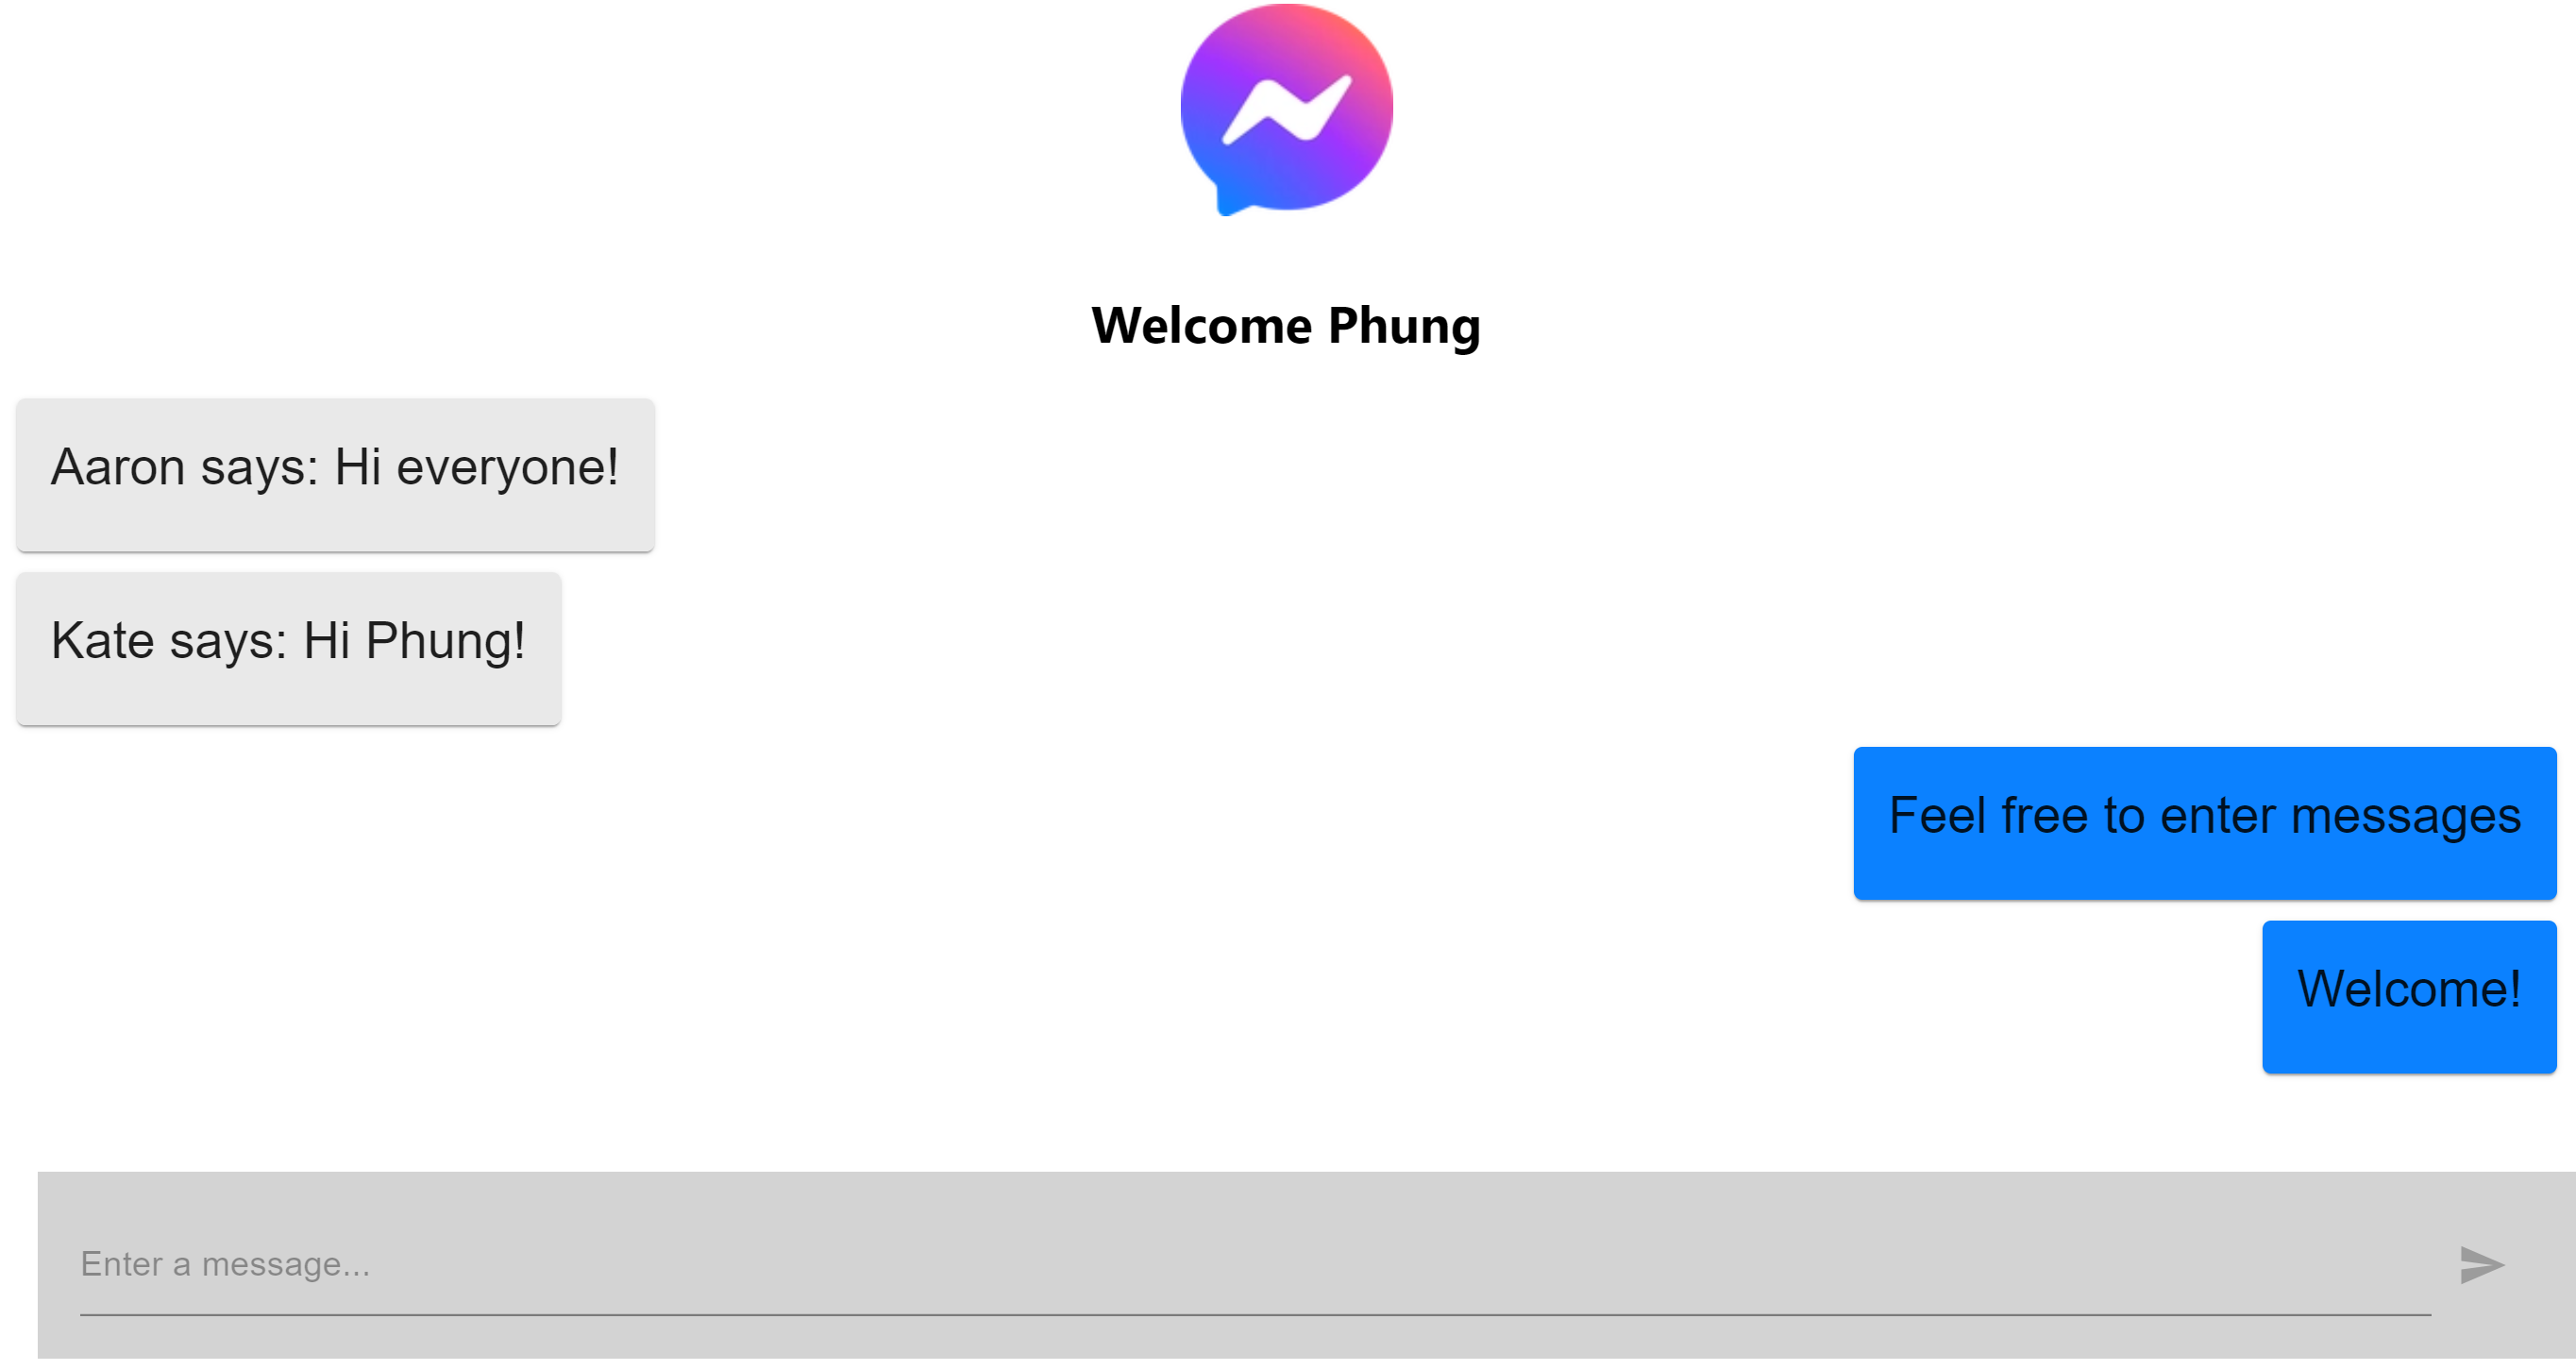 Welcome Phung
Aaron says: Hi everyone!
Kate says: Hi Phung!
Feel free to enter messages
Welcome!
Enter a message...